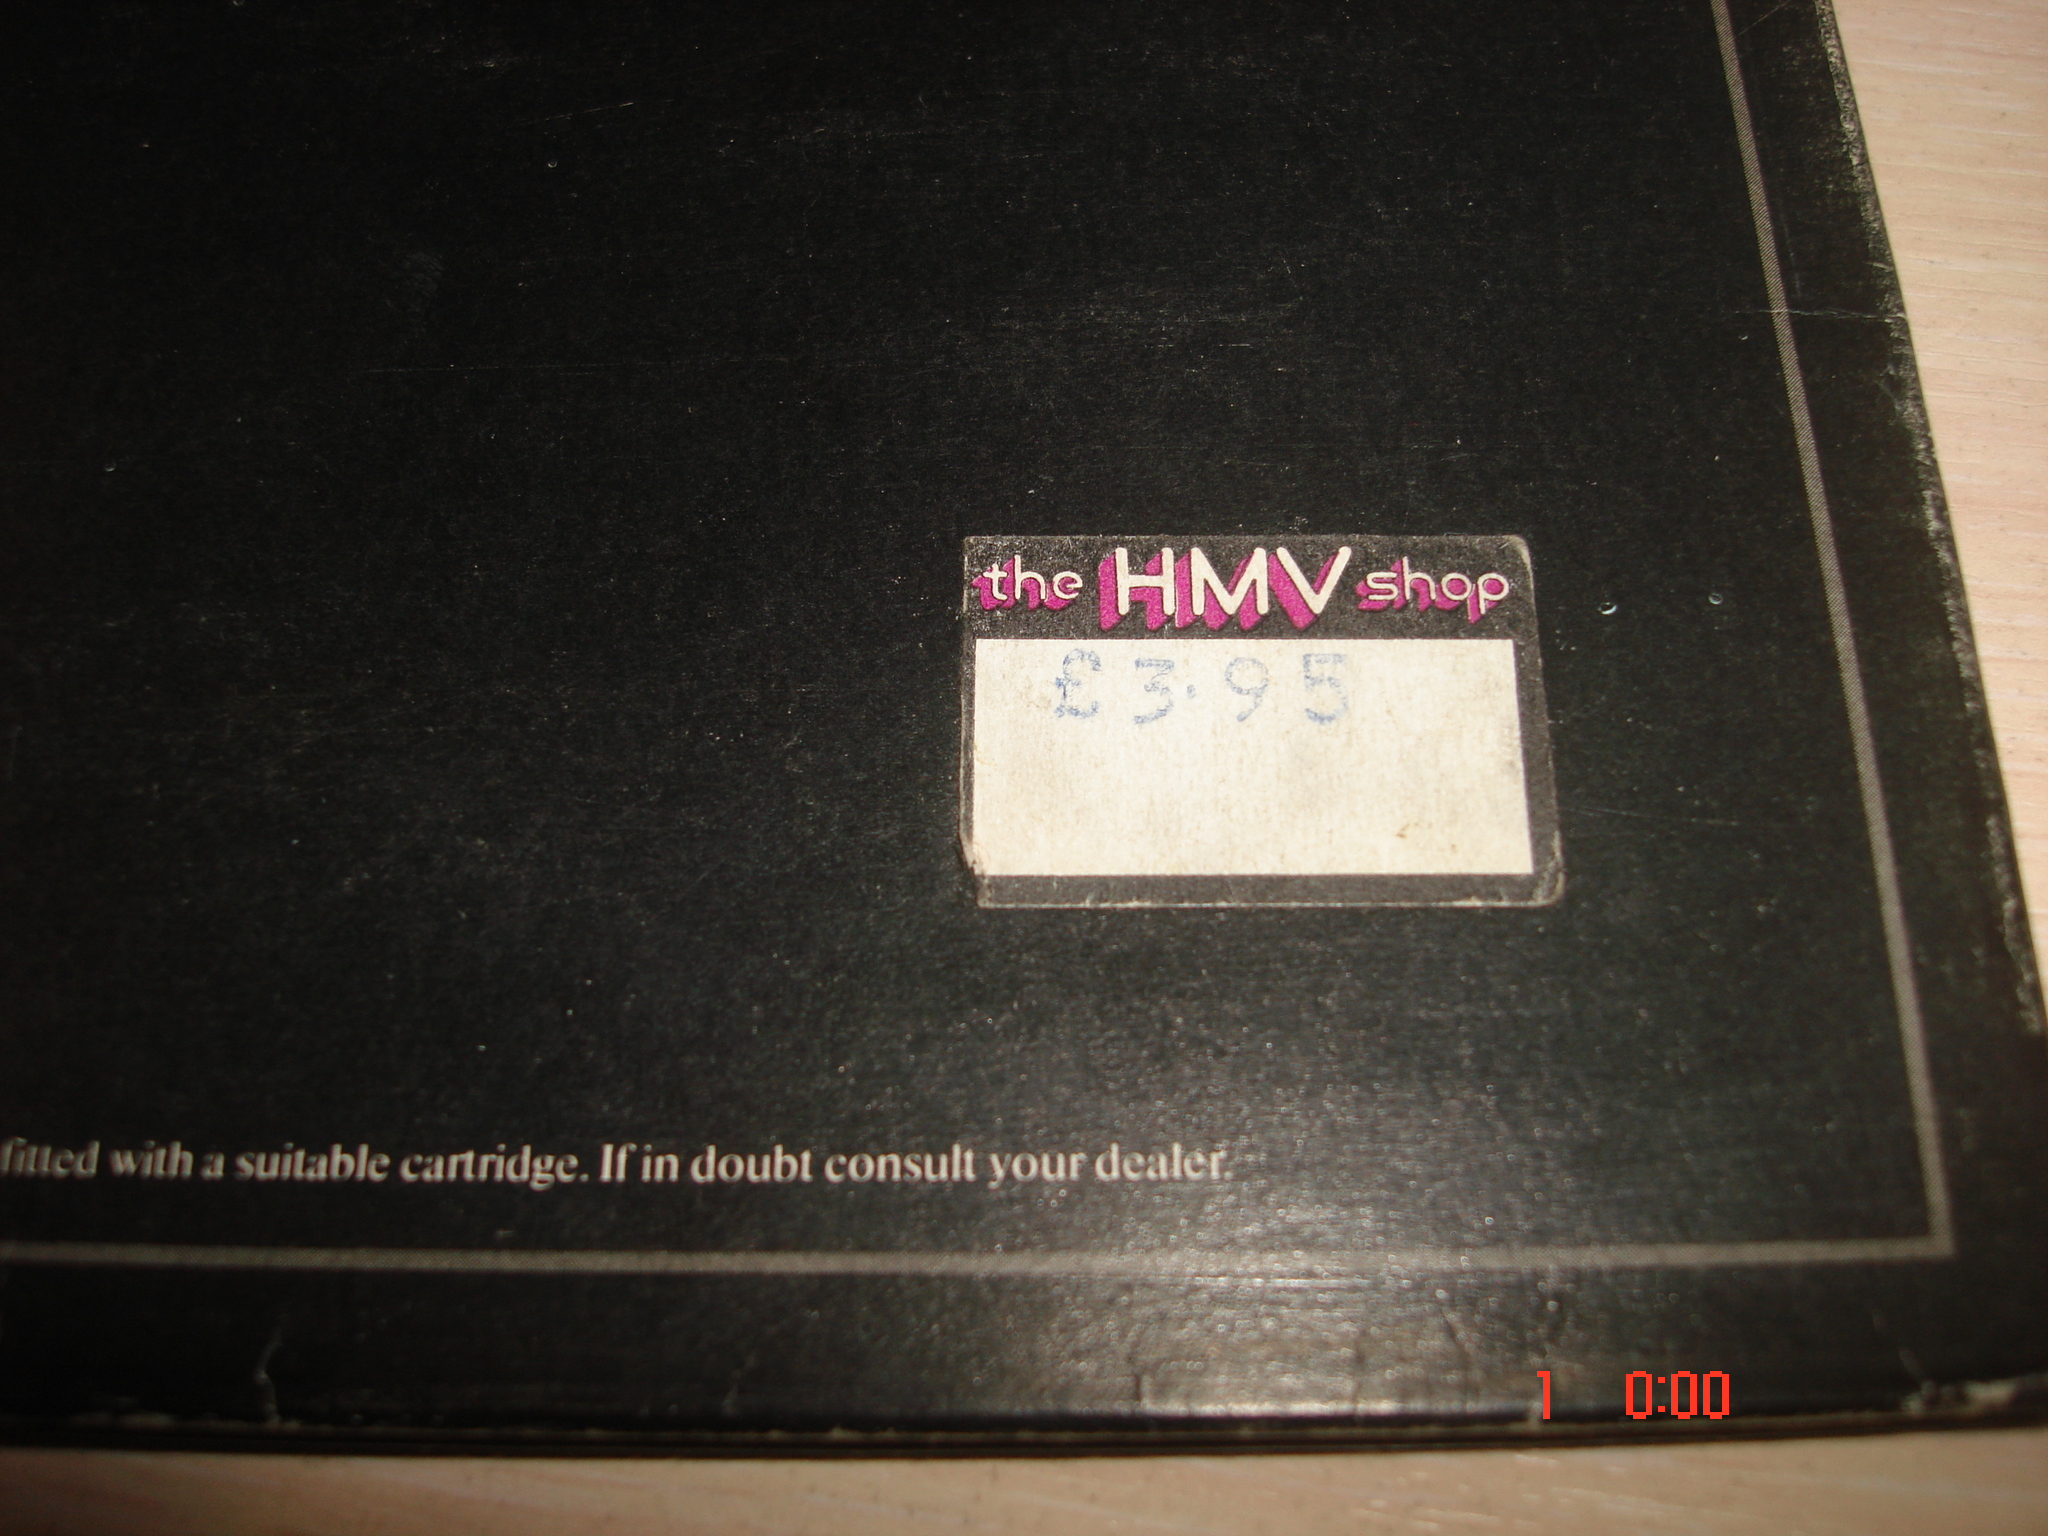 the HMV shop
£3.95
fitted with a suitable cartridge. If in doubt consult your dealer.
1 0:00